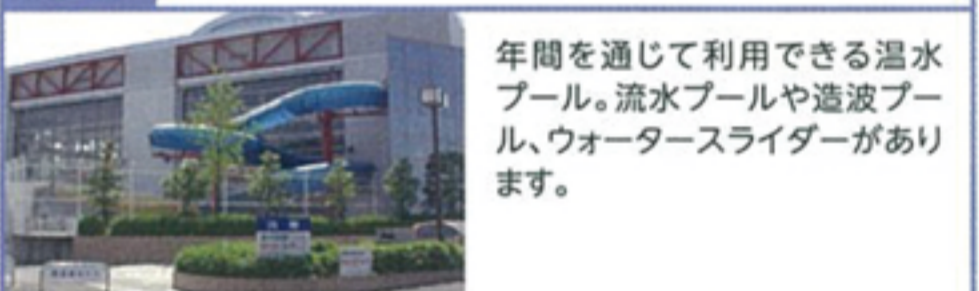 年間を通じて利用できる温水
プール。流水プールや造波プー
ル、ウォータースライダーがあり
ます。